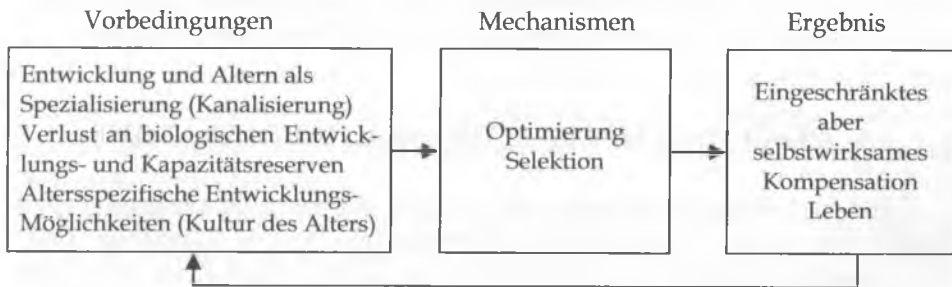 Vorbedingungen
Entwicklung und Altern als
Spezialisierung (Kanalisierung)
Verlust an biologischen Entwick-
lungs- und Kapazitätsreserven
Altersspezifische Entwicklungs-
Möglichkeiten (Kultur des Alters)
Mechanismen
Optimierung
Selektion
Ergebnis
Eingeschränktes
aber
selbstwirksames
Kompensation
Leben